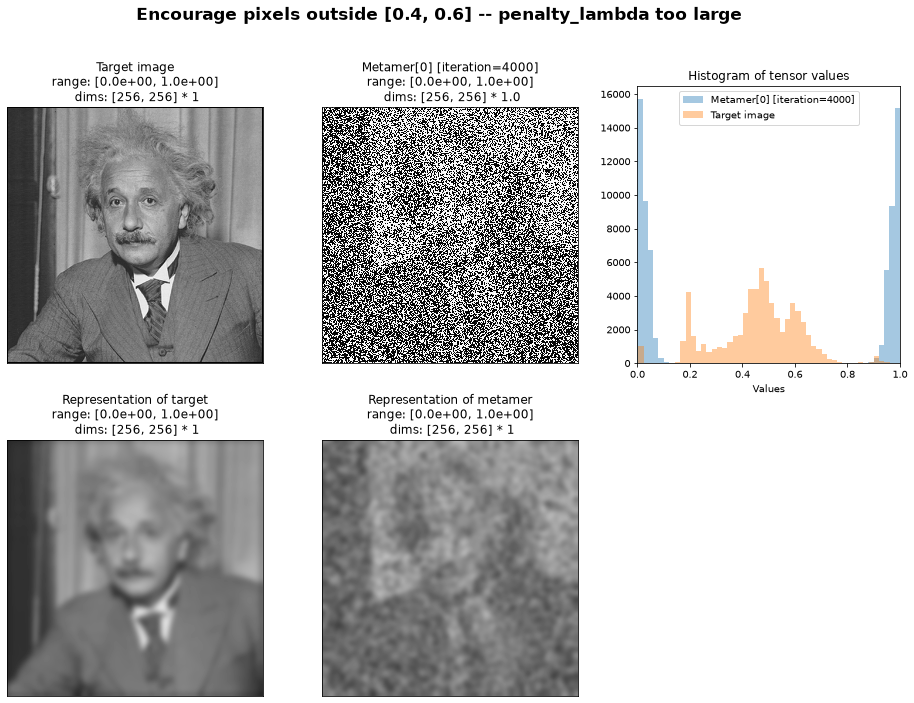 Encourage pixels outside [0.4, 0.6] -- penalty_lambda too large
Target image
range: [0.0e+00, 1.0e+00]
dims: [256, 256] * 1
Metamer[0] [iteration=4000]
range: [0.0e+00, 1.0e+00]
dims: [256, 256] * 1.0
Histogram of tensor values
Metamer[0] [iteration=4000]
Target image
16000
14000
12000
10000
8000
6000
4000
2000
0
0.0 0.2 0.4 0.6 0.8 1.0
Values
Representation of target
range: [0.0e+00, 1.0e+00]
dims: [256, 256] * 1
Representation of metamer
range: [0.0e+00, 1.0e+00]
dims: [256, 256] * 1